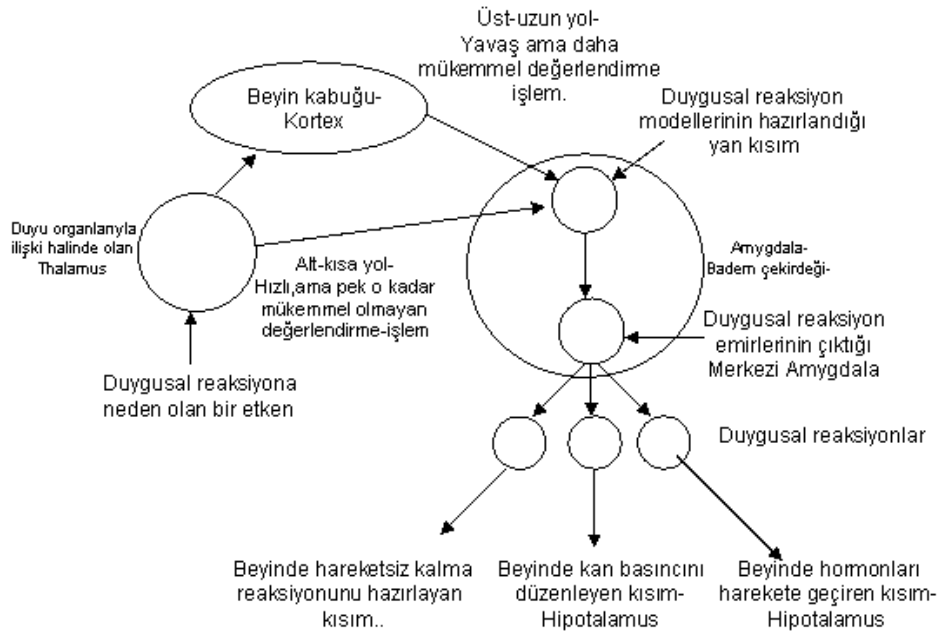 Üst-uzun yol-
Yavaş ama daha
mükemmel değerlendirme
işlem.
Beyin kabuğu-
Kortex
Duygusal reaksiyon
modellerinin hazırlandığı
yan kısım
Duyu organlarıyla
ilişki halinde olan
Thalamus
Alt-kısa yol-
Hızlı,ama pek o kadar
mükemmel olmayan
değerlendirme-işlem
Amygdala-
Badem çekirdeği-
Duygusal reaksiyon
emirlerinin çıktığı
Merkezi Amygdala
Duygusal reaksiyona
neden olan bir etken
Duygusal reaksiyonlar
Beyinde hareketsiz kalma
reaksiyonunu hazırlayan
kısım..
Beyinde kan basıncını
düzenleyen kısım-
Hipotalamus
Beyinde hormonları
harekete geçiren kısım-
Hipotalamus